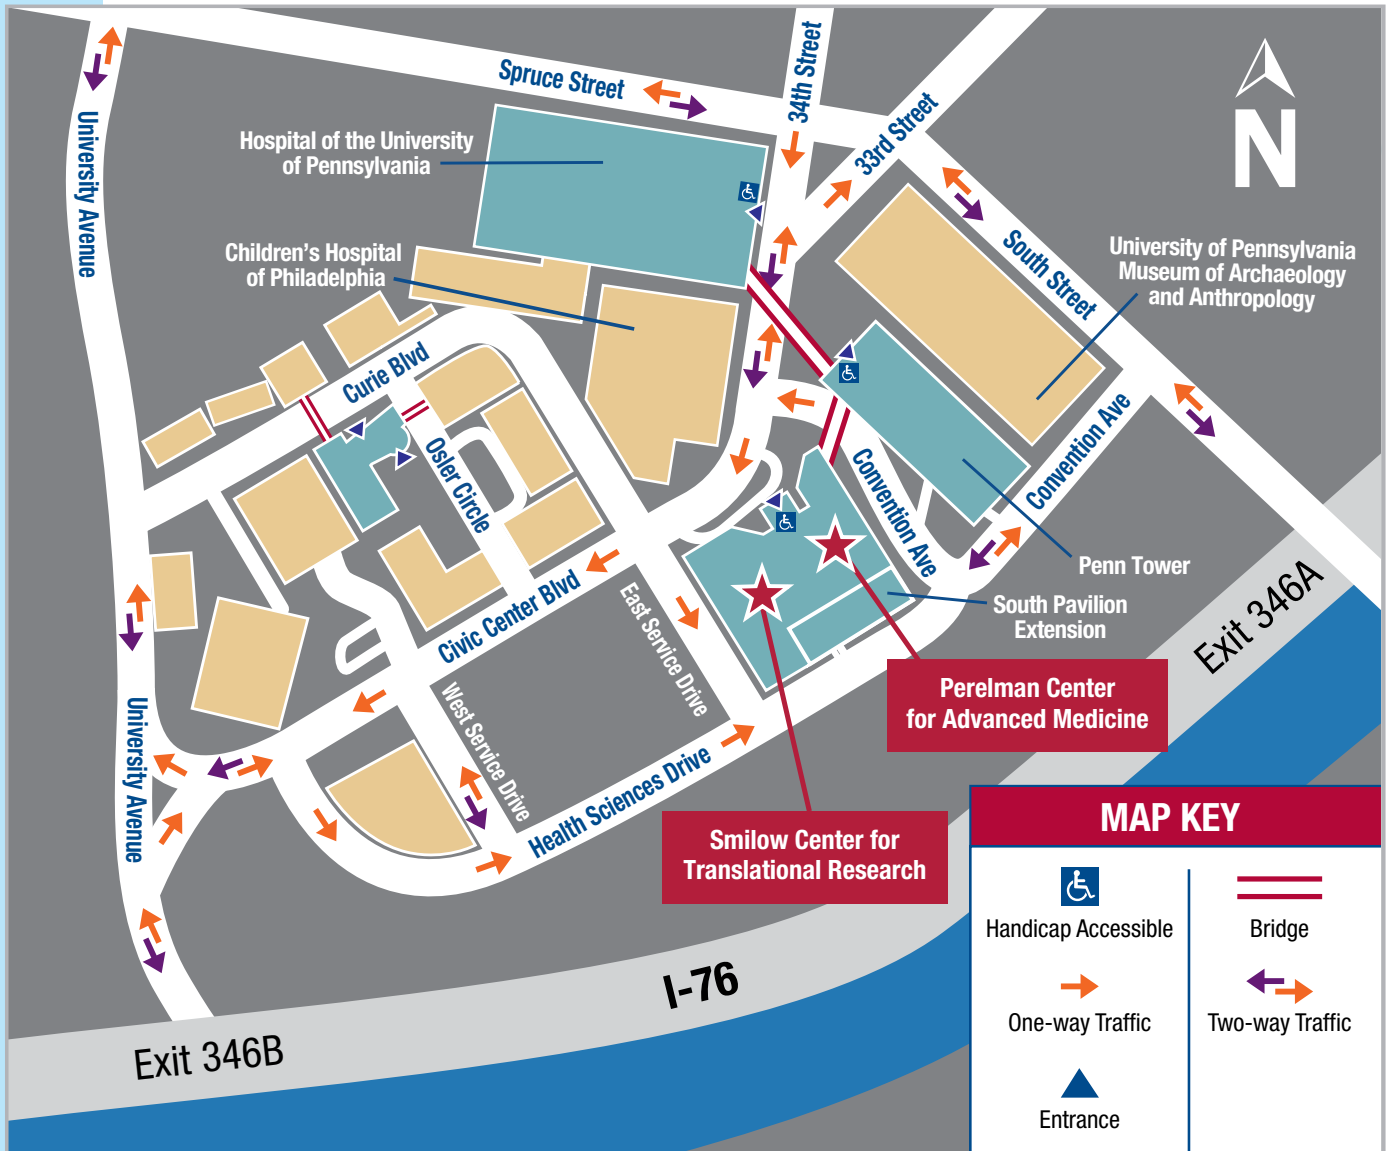 Spruce Street
34th Street
33rd Street
N
University Avenue
Hospital of the University
of Pennsylvania
Children's Hospital
of Philadelphia
South Street
University of Pennsylvania
Museum of Archaeology
and Anthropology
Curie Blvd
Osler Circle
Convention Ave
Convention Ave
Penn Tower
South Pavilion
Extension
Civic Center Blvd
East Service Drive
West Service Drive
Exit 346A
Perelman Center
for Advanced Medicine
University Avenue
Health Sciences Drive
Smilow Center for
Translational Research
I-76
Exit 346B
MAP KEY
Handicap Accessible
Bridge
One-way Traffic
Two-way Traffic
Entrance